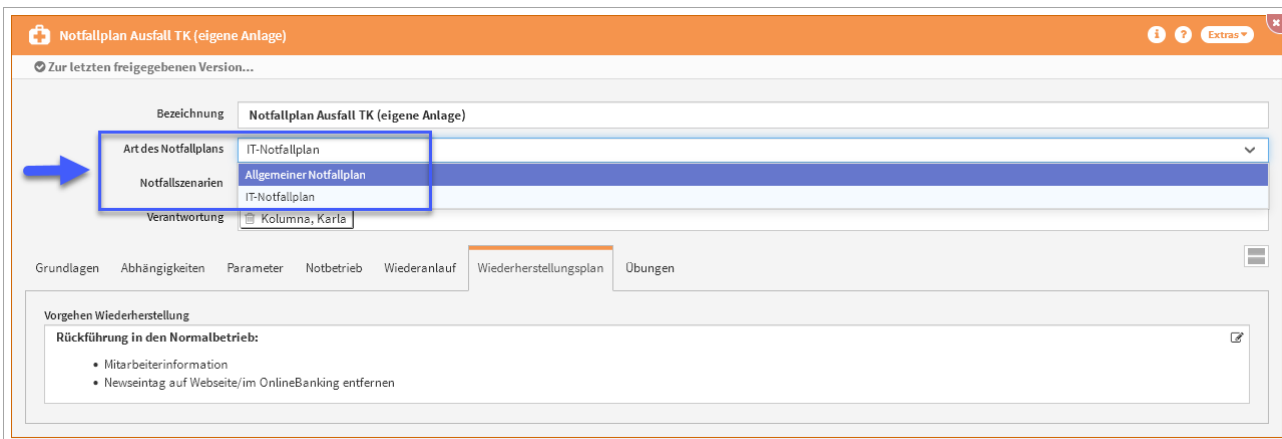 Notfallplan Ausfall TK (eigene Anlage)
i ? Extras
Zur letzten freigegebenen Version...
Bezeichnung Notfallplan Ausfall TK (eigene Anlage)
Art des Notfallplans IT-Notfallplan
Allgemeiner Notfallplan
Notfallszenarien
IT-Notfallplan
Verantwortung Kolumna, Karla
Grundlagen Abhängigkeiten Parameter Notbetrieb Wiederanlauf Wiederherstellungsplan Übungen
Vorgehen Wiederherstellung
Rückführung in den Normalbetrieb:
• Mitarbeiterinformation
• Newseintag auf Webseite/im OnlineBanking entfernen